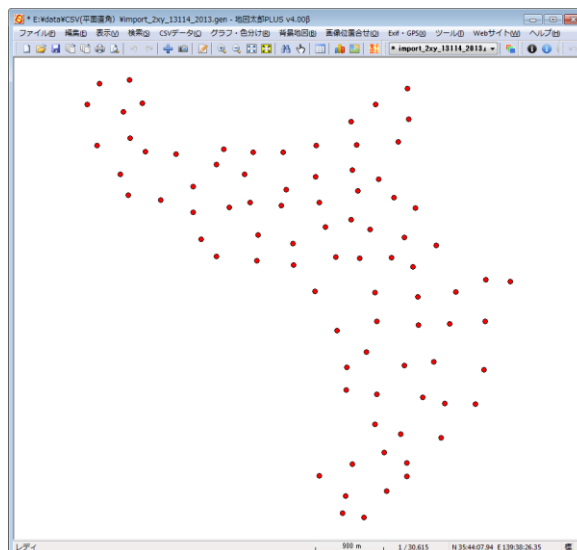 * E:¥data¥CSV(平面直角) ¥import_2xy_13114_2013.gen - 地図太郎PLUS v4.00β
ファイル(F) 編集(E) 表示(V) 検索(S) CSVデータ(C) グラフ・色分け(R) 背景地図(B) 画像位置合せ(O) Exif・GPS(X) ツール(T) Webサイト(W) ヘルプ(H)
* import_2xy_13114_2013.
レディ 900 m 1 / 30,615 N 35:44:07.94 E 139:38:26.35 標